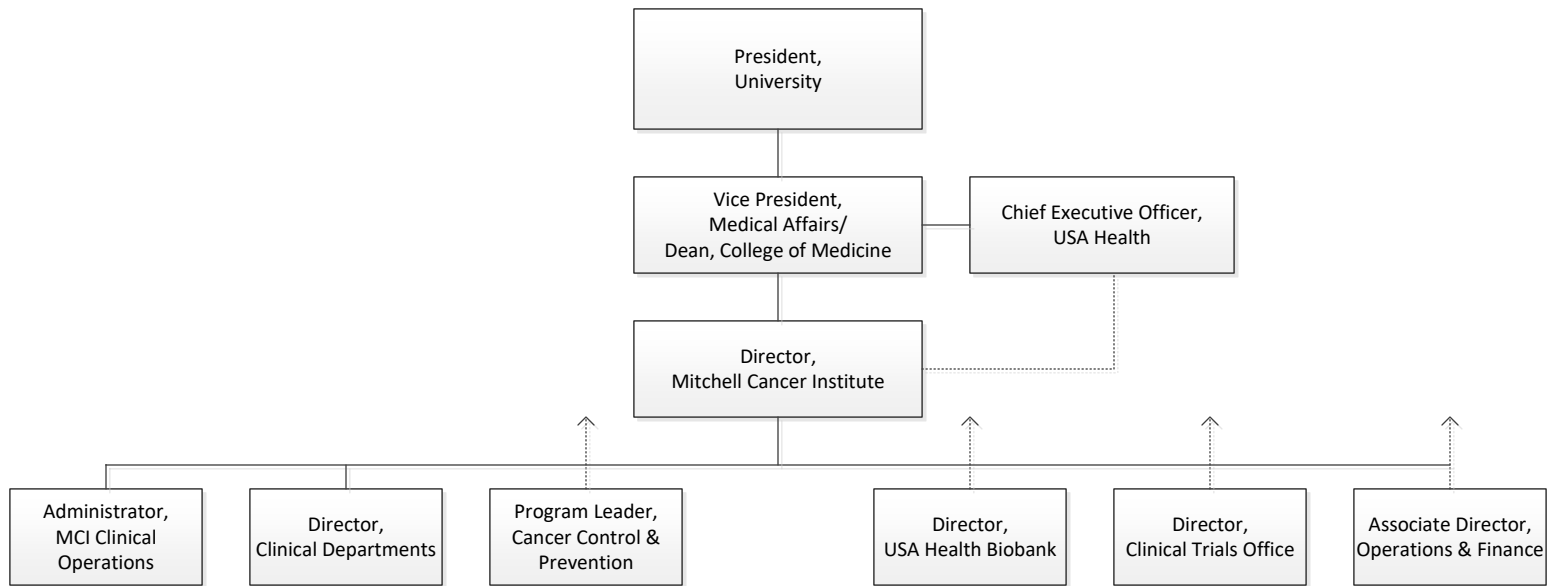 President,
University
Vice President,
Medical Affairs/
Dean, College of Medicine
Chief Executive Officer,
USA Health
Director,
Mitchell Cancer Institute
Administrator,
MCI Clinical
Operations
Director,
Clinical Departments
Program Leader,
Cancer Control &
Prevention
Director,
USA Health Biobank
Director,
Clinical Trials Office
Associate Director,
Operations & Finance